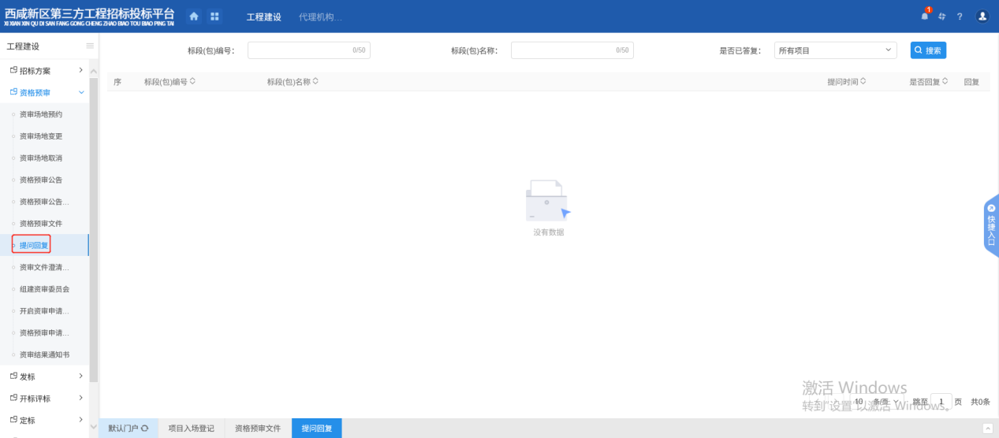 西咸新区第三方工程招标投标平台
XI XIAN XIN QU DI SAN FANG GONG CHENG ZHAO BIAO TOU BIAO PING TAI
工程建设 代理机构...
1
?
工程建设
招标方案
资格预审
资审场地预约
资审场地变更
资审场地取消
资格预审公告
资格预审公告...
资格预审文件
提问回复
资审文件澄清...
组建资审委员会
开启资审申请...
资格预审申请...
资审结果通知书
发标
开标评标
定标
标段(包)编号： 0/50 标段(包)名称： 0/50 是否已答复： 所有项目 搜索
序 标段(包)编号 标段(包)名称 提问时间 是否回复 回复
没有数据
快捷入口
激活 Windows
转到"设置"以激活 Windows。
10 条/页 跳至 1 页 共0条
默认门户 项目入场登记 资格预审文件 提问回复